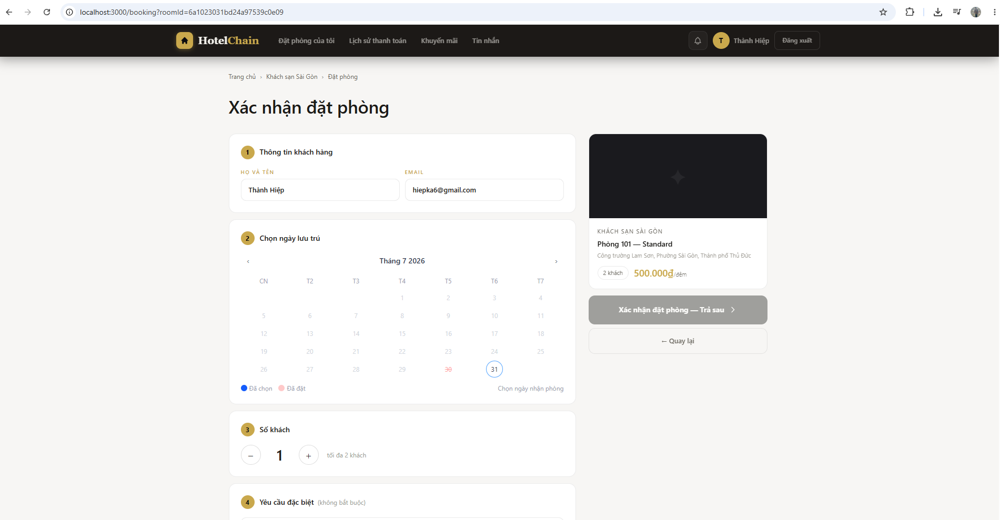 localhost:3000/booking?roomId=6a1023031bd24a97539c0e09
HotelChain
Đặt phòng của tôi
Lịch sử thanh toán
Khuyến mãi
Tin nhắn
T
Thành Hiệp
Đăng xuất
Trang chủ › Khách sạn Sài Gòn › Đặt phòng
Xác nhận đặt phòng
1 Thông tin khách hàng
HỌ VÀ TÊN
Thành Hiệp
EMAIL
hiepka6@gmail.com
2 Chọn ngày lưu trú
‹ Tháng 7 2026 ›
CN T2 T3 T4 T5 T6 T7
1 2 3 4
5 6 7 8 9 10 11
12 13 14 15 16 17 18
19 20 21 22 23 24 25
26 27 28 29 30 31
Đã chọn Đã đặt Chọn ngày nhận phòng
3 Số khách
− 1 + tối đa 2 khách
4 Yêu cầu đặc biệt (không bắt buộc)
KHÁCH SẠN SÀI GÒN
Phòng 101 — Standard
Công trường Lam Sơn, Phường Sài Gòn, Thành phố Thủ Đức
2 khách 500.000₫/đêm
Xác nhận đặt phòng — Trả sau
← Quay lại